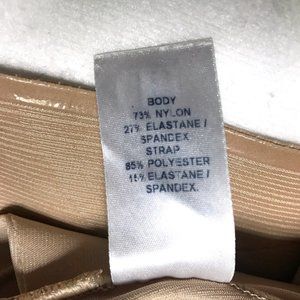 BODY
73% NYLON
27% ELASTANE /
SPANDEX
STRAP
85% POLYESTER
15% ELASTANE /
SPANDEX.